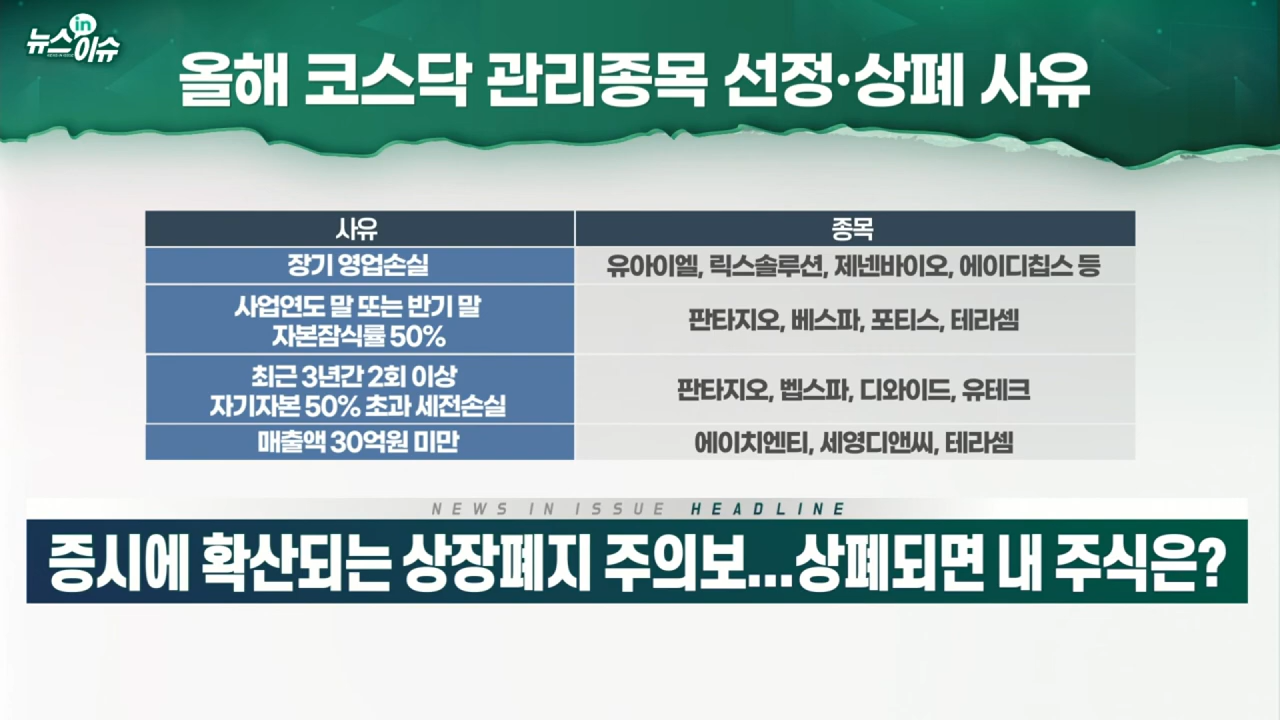 뉴스in이슈
올해 코스닥 관리종목 선정·상폐 사유
사유 종목
장기 영업손실 유아이엘, 릭스솔루션, 제넨바이오, 에이디칩스 등
사업연도 말 또는 반기 말
자본잠식률 50%
판타지오, 베스파, 포티스, 테라셈
최근 3년간 2회 이상
자기자본 50% 초과 세전손실
판타지오, 벱스파, 디와이드, 유테크
매출액 30억원 미만 에이치엔티, 세영디앤씨, 테라셈
NEWS IN ISSUE HEADLINE
증시에 확산되는 상장폐지 주의보...상폐되면 내 주식은?